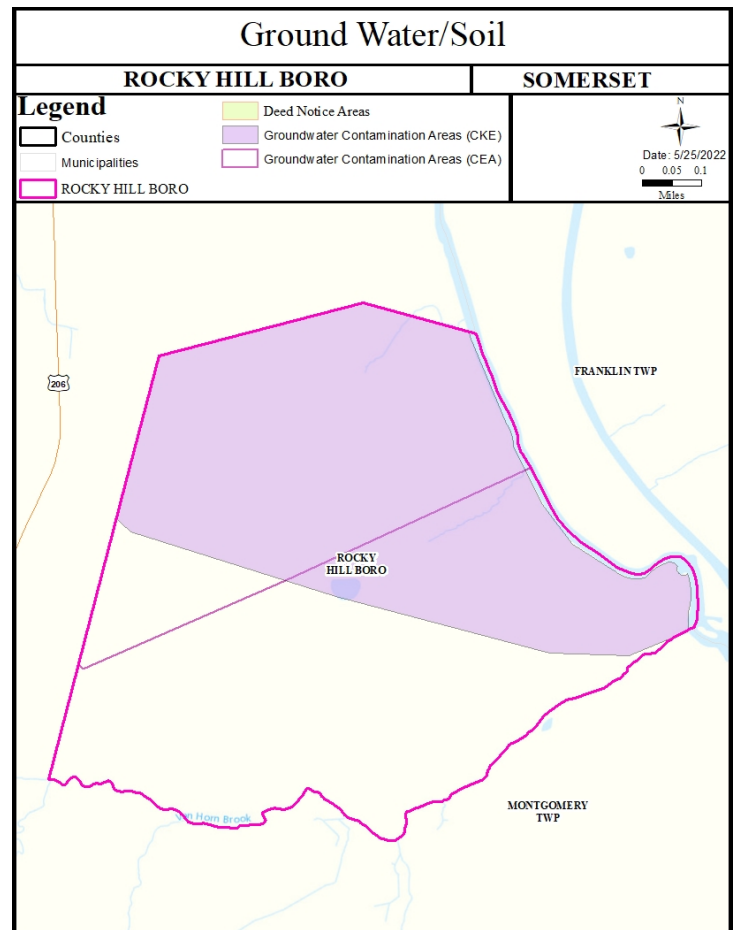 Ground Water/Soil
ROCKY HILL BORO
SOMERSET
Legend
Counties
Municipalities
ROCKY HILL BORO
Deed Notice Areas
Groundwater Contamination Areas (CKE)
Groundwater Contamination Areas (CEA)
N
Date: 5/25/2022
0 0.05 0.1
Miles
206
FRANKLIN TWP
ROCKY
HILL BORO
MONTGOMERY
TWP
Van Horn Brook